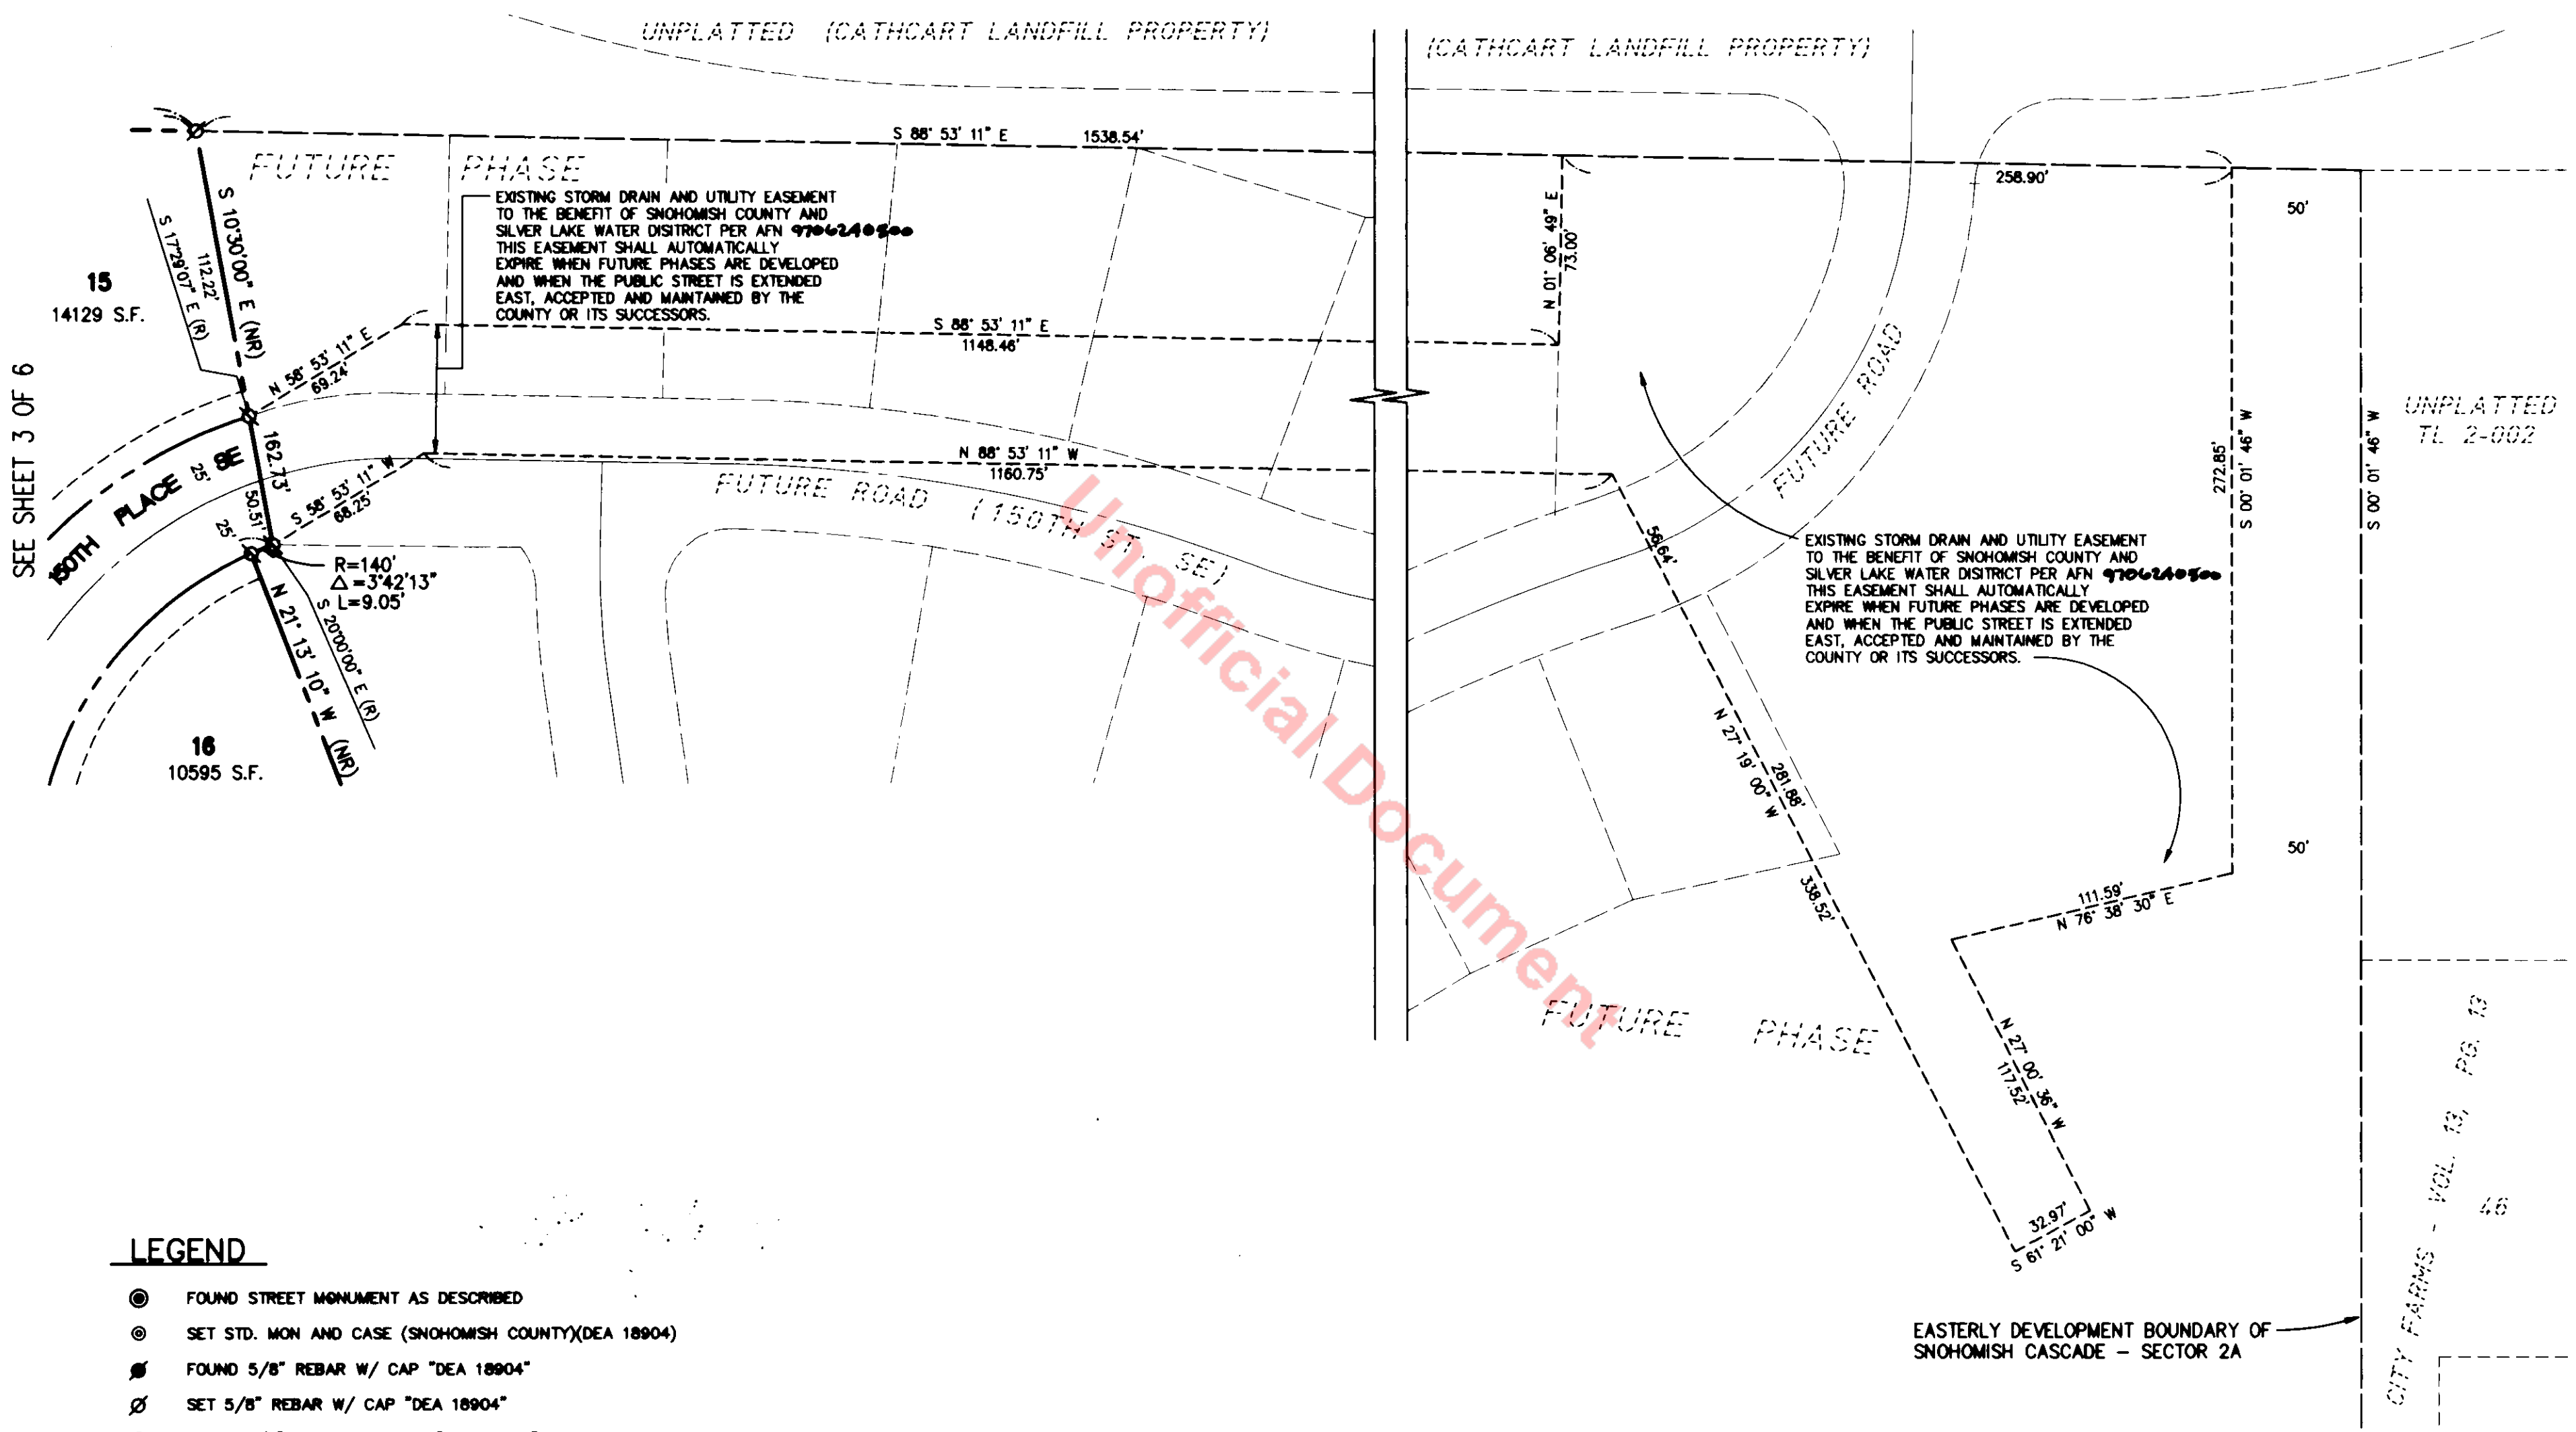 UNPLATTED (CATHCART LANDFILL PROPERTY)
(CATHCART LANDFILL PROPERTY)
S 88° 53' 11" E 1538.54'
FUTURE PHASE
EXISTING STORM DRAIN AND UTILITY EASEMENT
TO THE BENEFIT OF SNOHOMISH COUNTY AND
SILVER LAKE WATER DISITRICT PER AFN
THIS EASEMENT SHALL AUTOMATICALLY
EXPIRE WHEN FUTURE PHASES ARE DEVELOPED
AND WHEN THE PUBLIC STREET IS EXTENDED
EAST, ACCEPTED AND MAINTAINED BY THE
COUNTY OR ITS SUCCESSORS.
S 10°30'00" E (NR)
112.22'
S 17°29'07" E (R)
15
14129 S.F.
SEE SHEET 3 OF 6
N 58° 53' 11" E
69.24'
S 88° 53' 11" E
1148.46'
N 01° 06' 49" E
73.00'
258.90'
50'
150TH PLACE SE
25'
25'
162.73'
50.51'
S 58° 53' 11" W
68.25'
N 88° 53' 11" W
1160.75'
FUTURE ROAD (150TH ST. SE)
R=140'
Δ=3°42'13"
L=9.05'
N 21° 13' 10" W (NR)
S 20°00'00" E (R)
16
10595 S.F.
Unofficial Document
FUTURE ROAD
56.64'
EXISTING STORM DRAIN AND UTILITY EASEMENT
TO THE BENEFIT OF SNOHOMISH COUNTY AND
SILVER LAKE WATER DISITRICT PER AFN
THIS EASEMENT SHALL AUTOMATICALLY
EXPIRE WHEN FUTURE PHASES ARE DEVELOPED
AND WHEN THE PUBLIC STREET IS EXTENDED
EAST, ACCEPTED AND MAINTAINED BY THE
COUNTY OR ITS SUCCESSORS.
272.85'
S 00° 01' 46" W
S 00° 01' 46" W
UNPLATTED
TL 2-002
N 27° 19' 00" W
281.88'
338.52'
50'
111.59'
N 76° 38' 30" E
N 27° 00' 36" W
117.52'
32.97'
S 61° 21' 00" W
FUTURE PHASE
CITY FARMS - VOL. 13, PG. 13
46
EASTERLY DEVELOPMENT BOUNDARY OF
SNOHOMISH CASCADE – SECTOR 2A
LEGEND
FOUND STREET MONUMENT AS DESCRIBED
SET STD. MON AND CASE (SNOHOMISH COUNTY)(DEA 18904)
FOUND 5/8" REBAR W/ CAP "DEA 18904"
SET 5/8" REBAR W/ CAP "DEA 18904"